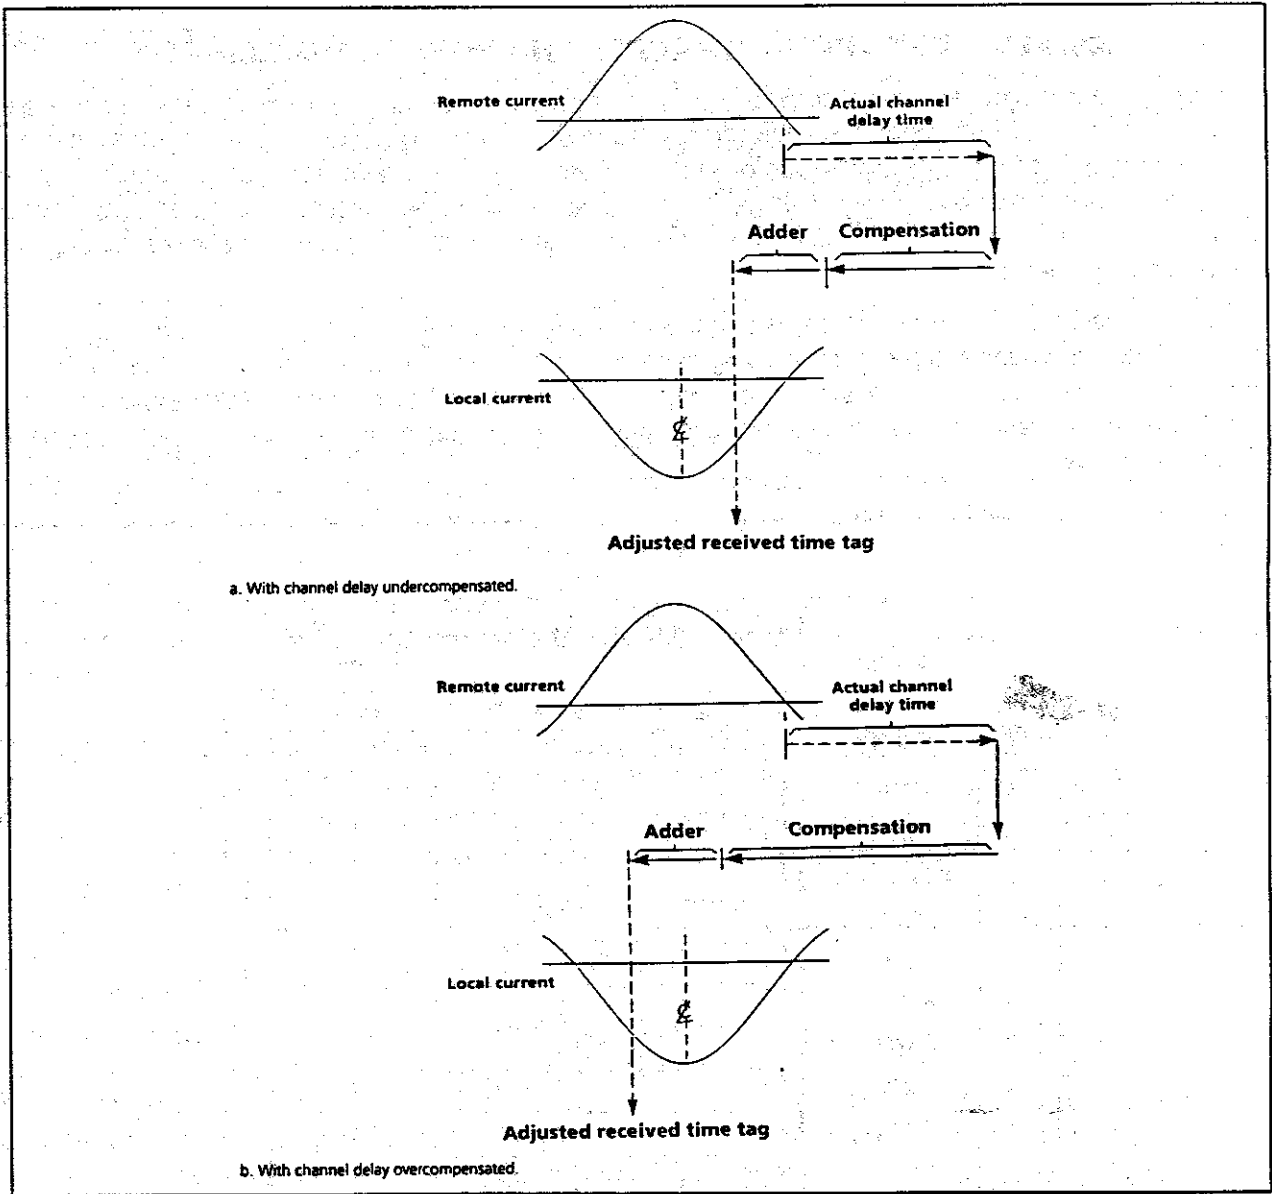 Remote current
Actual channel
delay time
Adder
Compensation
Local current
℄
Adjusted received time tag
a. With channel delay undercompensated.
Remote current
Actual channel
delay time
Adder
Compensation
Local current
℄
Adjusted received time tag
b. With channel delay overcompensated.